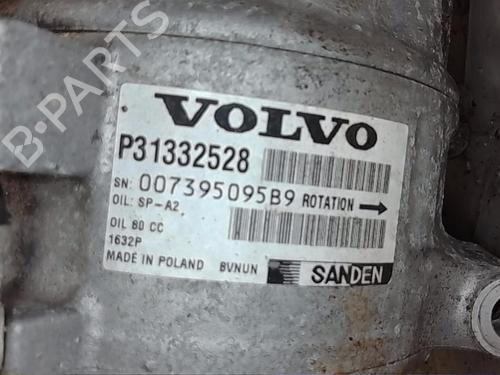 B-PARTS
VOLVO
P31332528
SN: 007395095B9 ROTATION
OIL: SP-A2
OIL 80 CC
1632P
MADE IN POLAND BVNUN
SANDEN